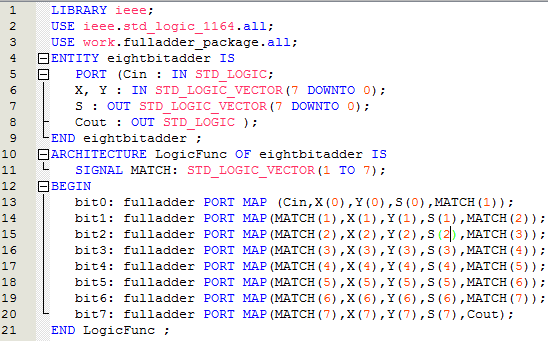 1 LIBRARY ieee;
2 USE ieee.std_logic_1164.all;
3 USE work.fulladder_package.all;
4 ENTITY eightbitadder IS
5 PORT (Cin : IN STD_LOGIC;
6 X, Y : IN STD_LOGIC_VECTOR(7 DOWNTO 0);
7 S : OUT STD_LOGIC_VECTOR(7 DOWNTO 0);
8 Cout : OUT STD_LOGIC );
9 END eightbitadder ;
10 ARCHITECTURE LogicFunc OF eightbitadder IS
11 SIGNAL MATCH: STD_LOGIC_VECTOR(1 TO 7);
12 BEGIN
13 bit0: fulladder PORT MAP (Cin,X(0),Y(0),S(0),MATCH(1));
14 bit1: fulladder PORT MAP(MATCH(1),X(1),Y(1),S(1),MATCH(2));
15 bit2: fulladder PORT MAP(MATCH(2),X(2),Y(2),S(2),MATCH(3));
16 bit3: fulladder PORT MAP(MATCH(3),X(3),Y(3),S(3),MATCH(4));
17 bit4: fulladder PORT MAP(MATCH(4),X(4),Y(4),S(4),MATCH(5));
18 bit5: fulladder PORT MAP(MATCH(5),X(5),Y(5),S(5),MATCH(6));
19 bit6: fulladder PORT MAP(MATCH(6),X(6),Y(6),S(6),MATCH(7));
20 bit7: fulladder PORT MAP(MATCH(7),X(7),Y(7),S(7),Cout);
21 END LogicFunc ;